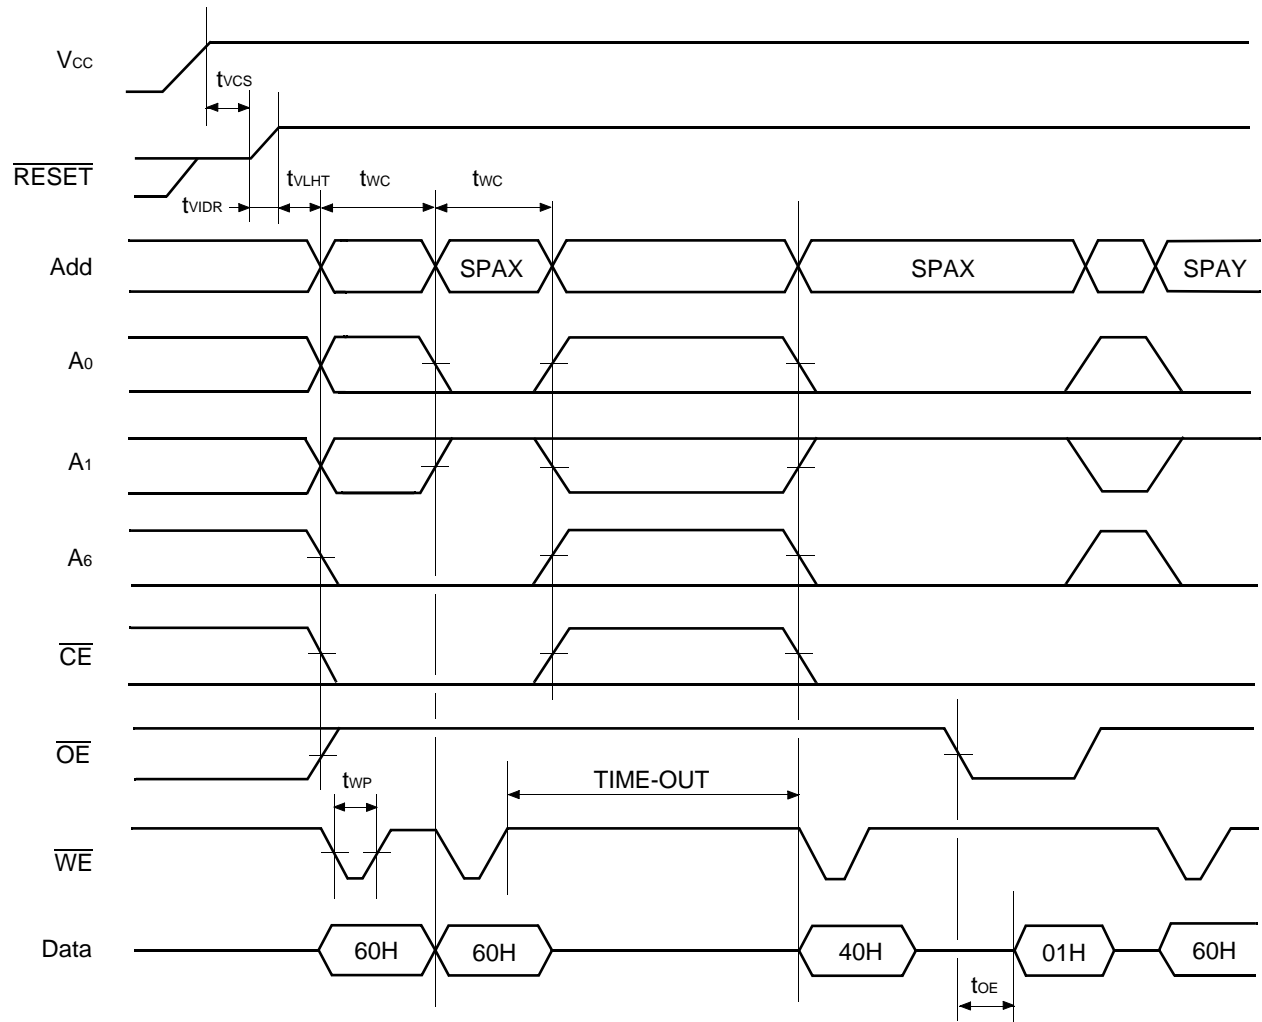 VCC
tVCS
RESET
tVIDR
tVLHT
tWC
tWC
Add
SPAX
SPAX
SPAY
A0
A1
A6
CE
OE
tWP
TIME-OUT
WE
Data
60H
60H
40H
01H
60H
tOE